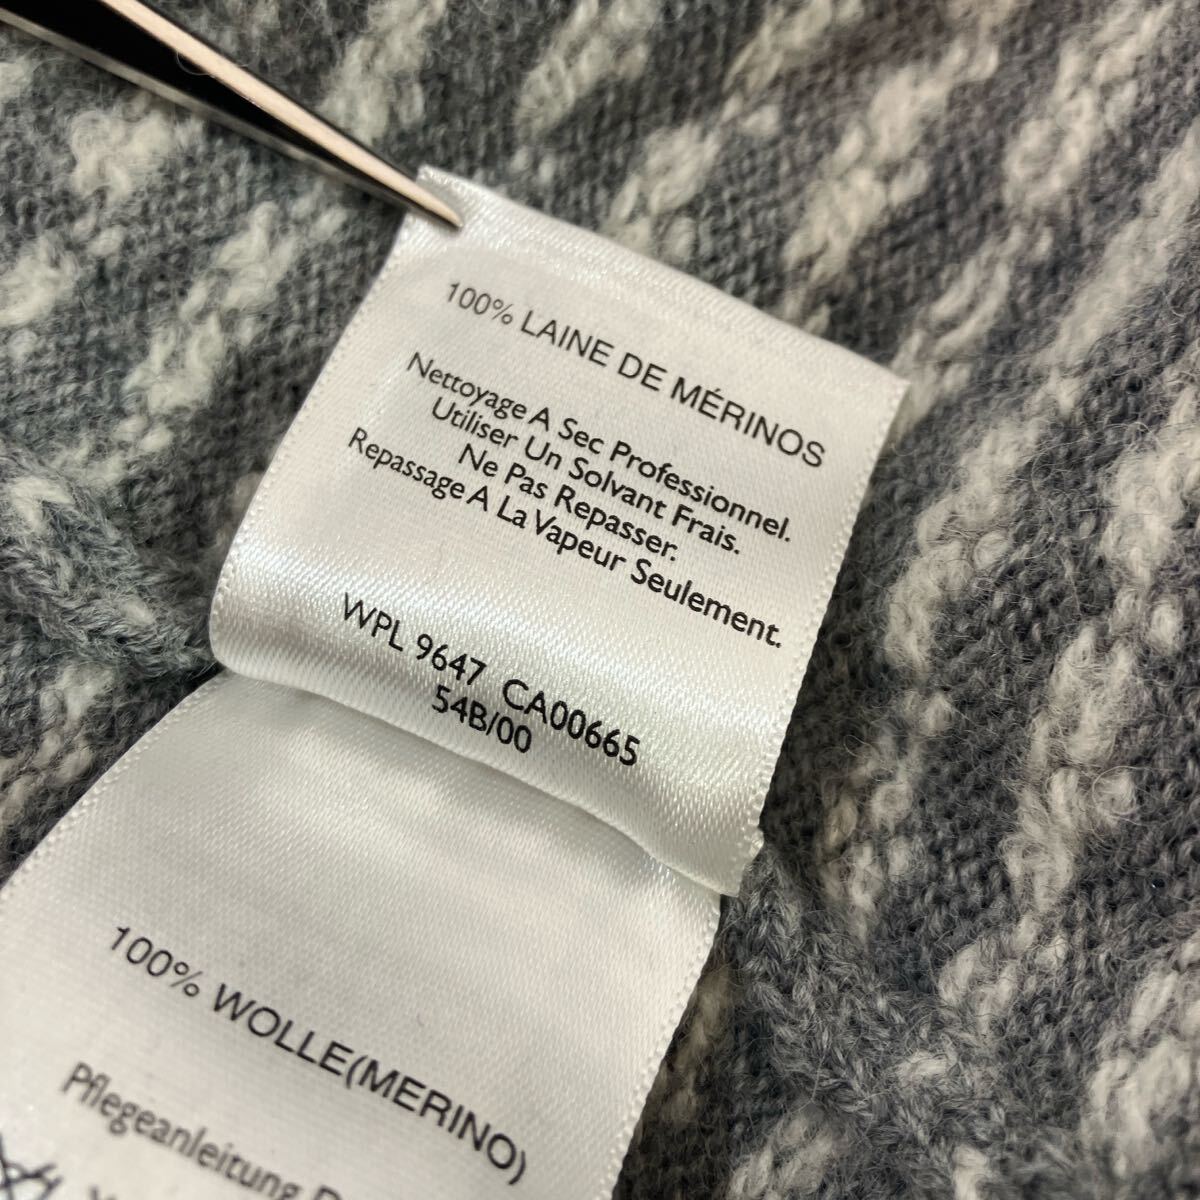 100% LAINE DE MÉRINOS
Nettoyage A Sec Professionnel.
Utiliser Un Solvant Frais.
Ne Pas Repasser.
Repassage A La Vapeur Seulement.
WPL 9647 CA00665
54B/00
100% WOLLE(MERINO)
Pflegeanleitung